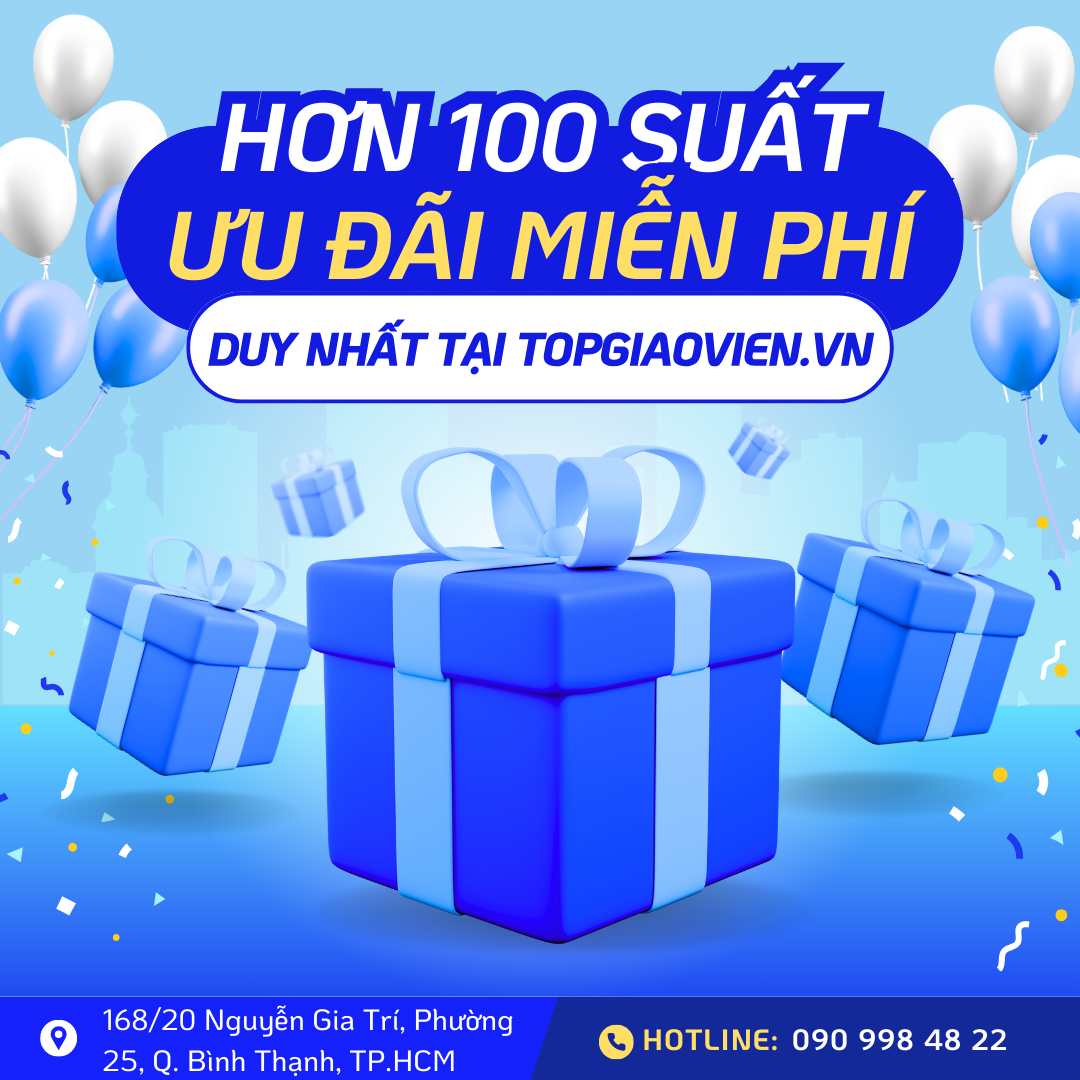 HƠN 100 SUẤT
ƯU ĐÃI MIỄN PHÍ
DUY NHẤT TẠI TOPGIAOVIEN.VN
168/20 Nguyễn Gia Trí, Phường
25, Q. Bình Thạnh, TP.HCM
HOTLINE: 090 998 48 22